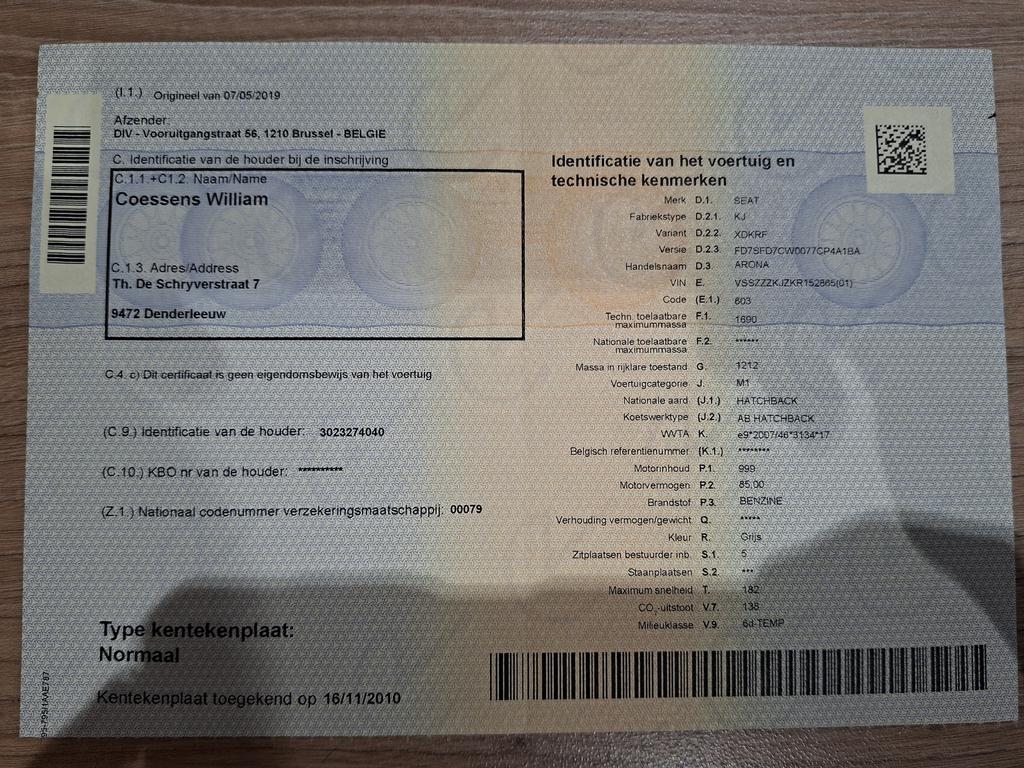 (I.1.) Origineel van 07/05/2019
Afzender:
DIV - Vooruitgangstraat 56, 1210 Brussel - BELGIE
C. Identificatie van de houder bij de inschrijving
C.1.1.+C1.2. Naam/Name
Coessens William
C.1.3. Adres/Address
Th. De Schryverstraat 7
9472 Denderleeuw
C.4. c) Dit certificaat is geen eigendomsbewijs van het voertuig
(C.9.) Identificatie van de houder: 3023274040
(C.10.) KBO nr van de houder: **********
(Z.1.) Nationaal codenummer verzekeringsmaatschappij: 00079
Type kentekenplaat:
Normaal
Kentekenplaat toegekend op 16/11/2010
Identificatie van het voertuig en
technische kenmerken
Merk D.1. SEAT
Fabriekstype D.2.1. KJ
Variant D.2.2. XDKRF
Versie D.2.3. FD7SFD7CW0077CP4A1BA
Handelsnaam D.3. ARONA
VIN E. VSSZZZKJZKR152865(01)
Code (E.1.) 603
Techn. toelaatbare
maximummassa F.1. 1690
Nationale toelaatbare
maximummassa F.2. ******
Massa in rijklare toestand G. 1212
Voertuigcategorie J. M1
Nationale aard (J.1.) HATCHBACK
Koetswerktype (J.2.) AB HATCHBACK
WVTA K. e9*2007/46*3134*17
Belgisch referentienummer (K.1.) ********
Motorinhoud P.1. 999
Motorvermogen P.2. 85,00
Brandstof P.3. BENZINE
Verhouding vermogen/gewicht Q. *****
Kleur R. Grijs
Zitplaatsen bestuurder inb. S.1. 5
Staanplaatsen S.2. ***
Maximum snelheid T. 182
CO2-uitstoot V.7. 138
Milieuklasse V.9. 6d-TEMP